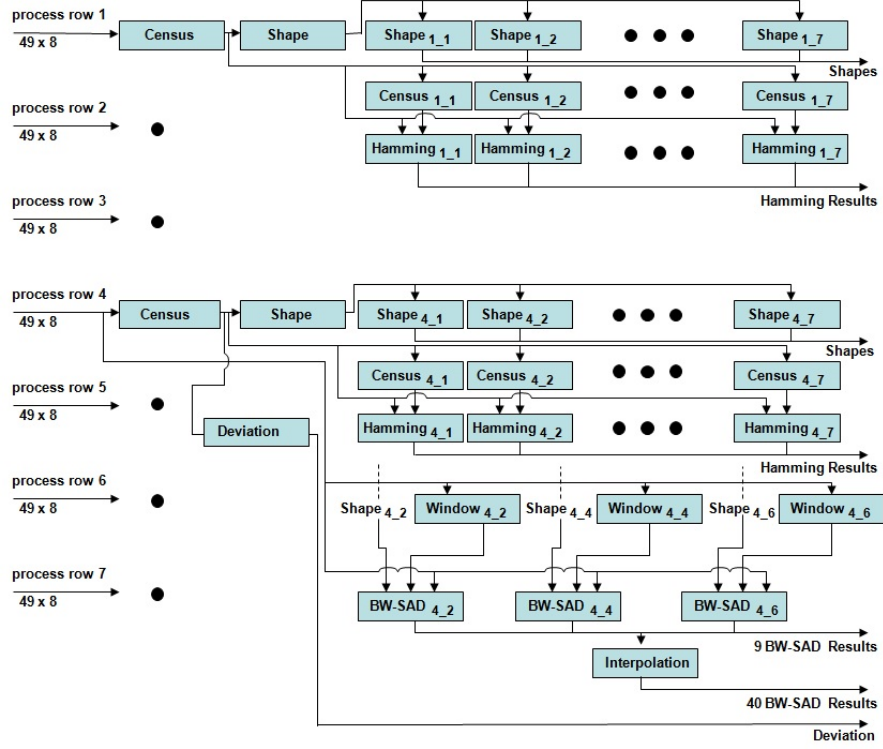 process row 1
49 x 8
Census
Shape
Shape 1_1
Shape 1_2
Shape 1_7
Shapes
Census 1_1
Census 1_2
Census 1_7
process row 2
49 x 8
Hamming 1_1
Hamming 1_2
Hamming 1_7
Hamming Results
process row 3
49 x 8
process row 4
49 x 8
Census
Shape
Shape 4_1
Shape 4_2
Shape 4_7
Shapes
Census 4_1
Census 4_2
Census 4_7
process row 5
49 x 8
Deviation
Hamming 4_1
Hamming 4_2
Hamming 4_7
Hamming Results
process row 6
49 x 8
Shape 4_2
Window 4_2
Shape 4_4
Window 4_4
Shape 4_6
Window 4_6
process row 7
49 x 8
BW-SAD 4_2
BW-SAD 4_4
BW-SAD 4_6
9 BW-SAD Results
Interpolation
40 BW-SAD Results
Deviation